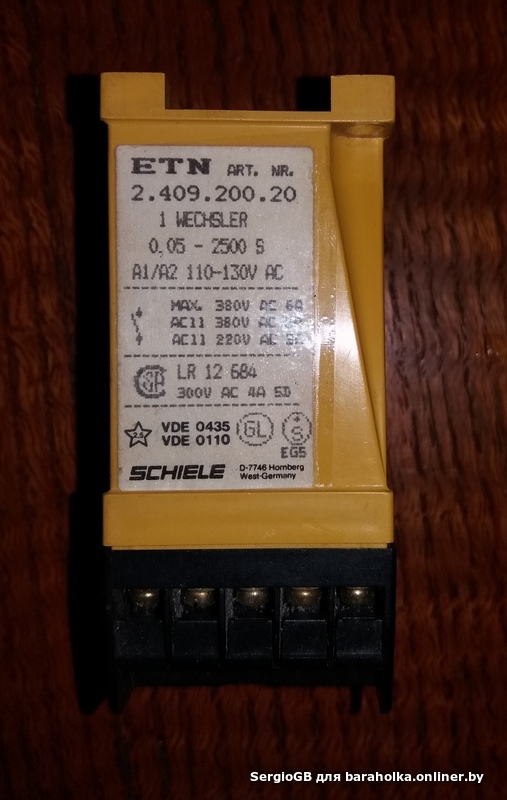 ETN ART. NR.
2.409.200.20
1 WECHSLER
0,05 - 2500 S
A1/A2 110-130V AC
MAX. 380V AC 6A
AC11 380V AC
AC11 220V AC
LR 12 684
300V AC 4A 5D
VDE 0435
VDE 0110
GL
+S
EG5
SCHIELE
D-7746 Hornberg
West-Germany
SergioGB для baraholka.onliner.by